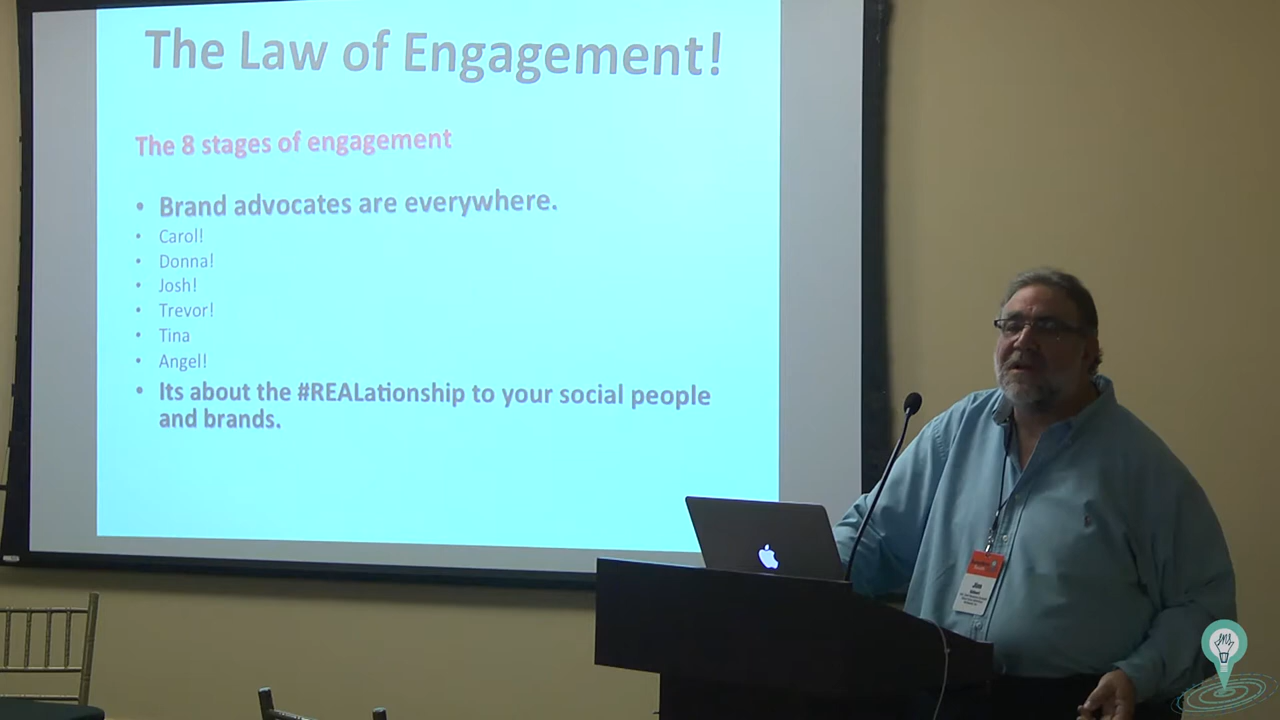 The Law of Engagement!
The 8 stages of engagement
• Brand advocates are everywhere.
• Carol!
• Donna!
• Josh!
• Trevor!
• Tina
• Angel!
• Its about the #REALationship to your social people
and brands.
Jim